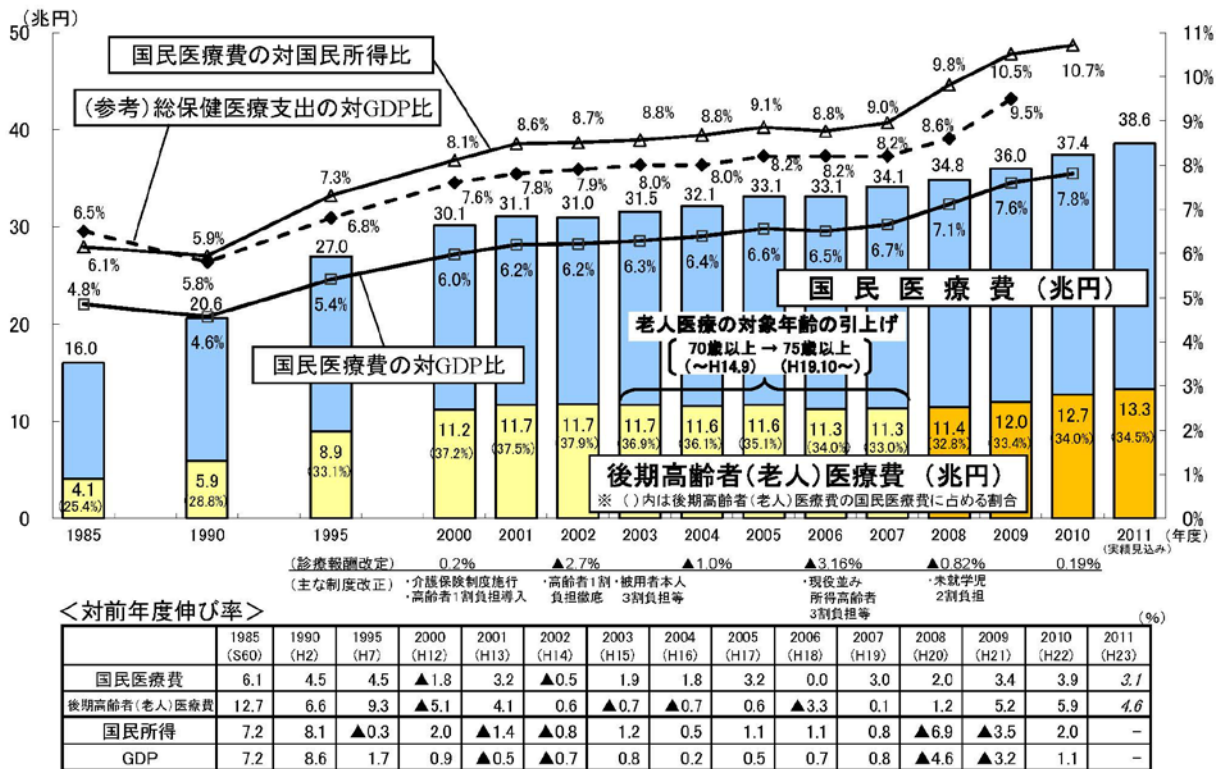 (兆円)
50
40
30
20
10
0
11%
10%
9%
8%
7%
6%
5%
4%
3%
2%
1%
0%
国民医療費の対国民所得比
(参考)総保健医療支出の対GDP比
国民医療費の対GDP比
国民医療費(兆円)
老人医療の対象年齢の引上げ
70歳以上 → 75歳以上
(～H14.9) (H19.10～)
後期高齢者(老人)医療費 (兆円)
※ ( )内は後期高齢者(老人)医療費の国民医療費に占める割合
6.1% 5.9% 7.3% 8.1% 8.6% 8.7% 8.8% 8.8% 9.1% 8.8% 9.0% 9.8% 10.5% 10.7%
6.5% 5.8% 6.8% 7.6% 7.8% 7.9% 8.0% 8.0% 8.2% 8.2% 8.2% 8.6% 9.5%
16.0 20.6 27.0 30.1 31.1 31.0 31.5 32.1 33.1 33.1 34.1 34.8 36.0 37.4 38.6
4.8% 4.6% 5.4% 6.0% 6.2% 6.2% 6.3% 6.4% 6.6% 6.5% 6.7% 7.1% 7.6% 7.8%
4.1 5.9 8.9 11.2 11.7 11.7 11.7 11.6 11.6 11.3 11.3 11.4 12.0 12.7 13.3
(25.4%) (28.8%) (33.1%) (37.2%) (37.5%) (37.9%) (36.9%) (36.1%) (35.1%) (34.0%) (33.0%) (32.8%) (33.4%) (34.0%) (34.5%)
1985 1990 1995 2000 2001 2002 2003 2004 2005 2006 2007 2008 2009 2010 2011 (年度)
(実績見込み)
(診療報酬改定) 0.2% ▲2.7% ▲1.0% ▲3.16% ▲0.82% 0.19%
(主な制度改正)
・介護保険制度施行
・高齢者1割負担導入
・高齢者1割
負担徹底
・被用者本人
3割負担等
・現役並み
所得高齢者
3割負担等
・未就学児
2割負担
＜対前年度伸び率＞
(%)
1985 1990 1995 2000 2001 2002 2003 2004 2005 2006 2007 2008 2009 2010 2011
(S60) (H2) (H7) (H12) (H13) (H14) (H15) (H16) (H17) (H18) (H19) (H20) (H21) (H22) (H23)
国民医療費 6.1 4.5 4.5 ▲1.8 3.2 ▲0.5 1.9 1.8 3.2 0.0 3.0 2.0 3.4 3.9 3.1
後期高齢者(老人)医療費 12.7 6.6 9.3 ▲5.1 4.1 0.6 ▲0.7 ▲0.7 0.6 ▲3.3 0.1 1.2 5.2 5.9 4.6
国民所得 7.2 8.1 ▲0.3 2.0 ▲1.4 ▲0.8 1.2 0.5 1.1 1.1 0.8 ▲6.9 ▲3.5 2.0 −
GDP 7.2 8.6 1.7 0.9 ▲0.5 ▲0.7 0.8 0.2 0.5 0.7 0.8 ▲4.6 ▲3.2 1.1 −